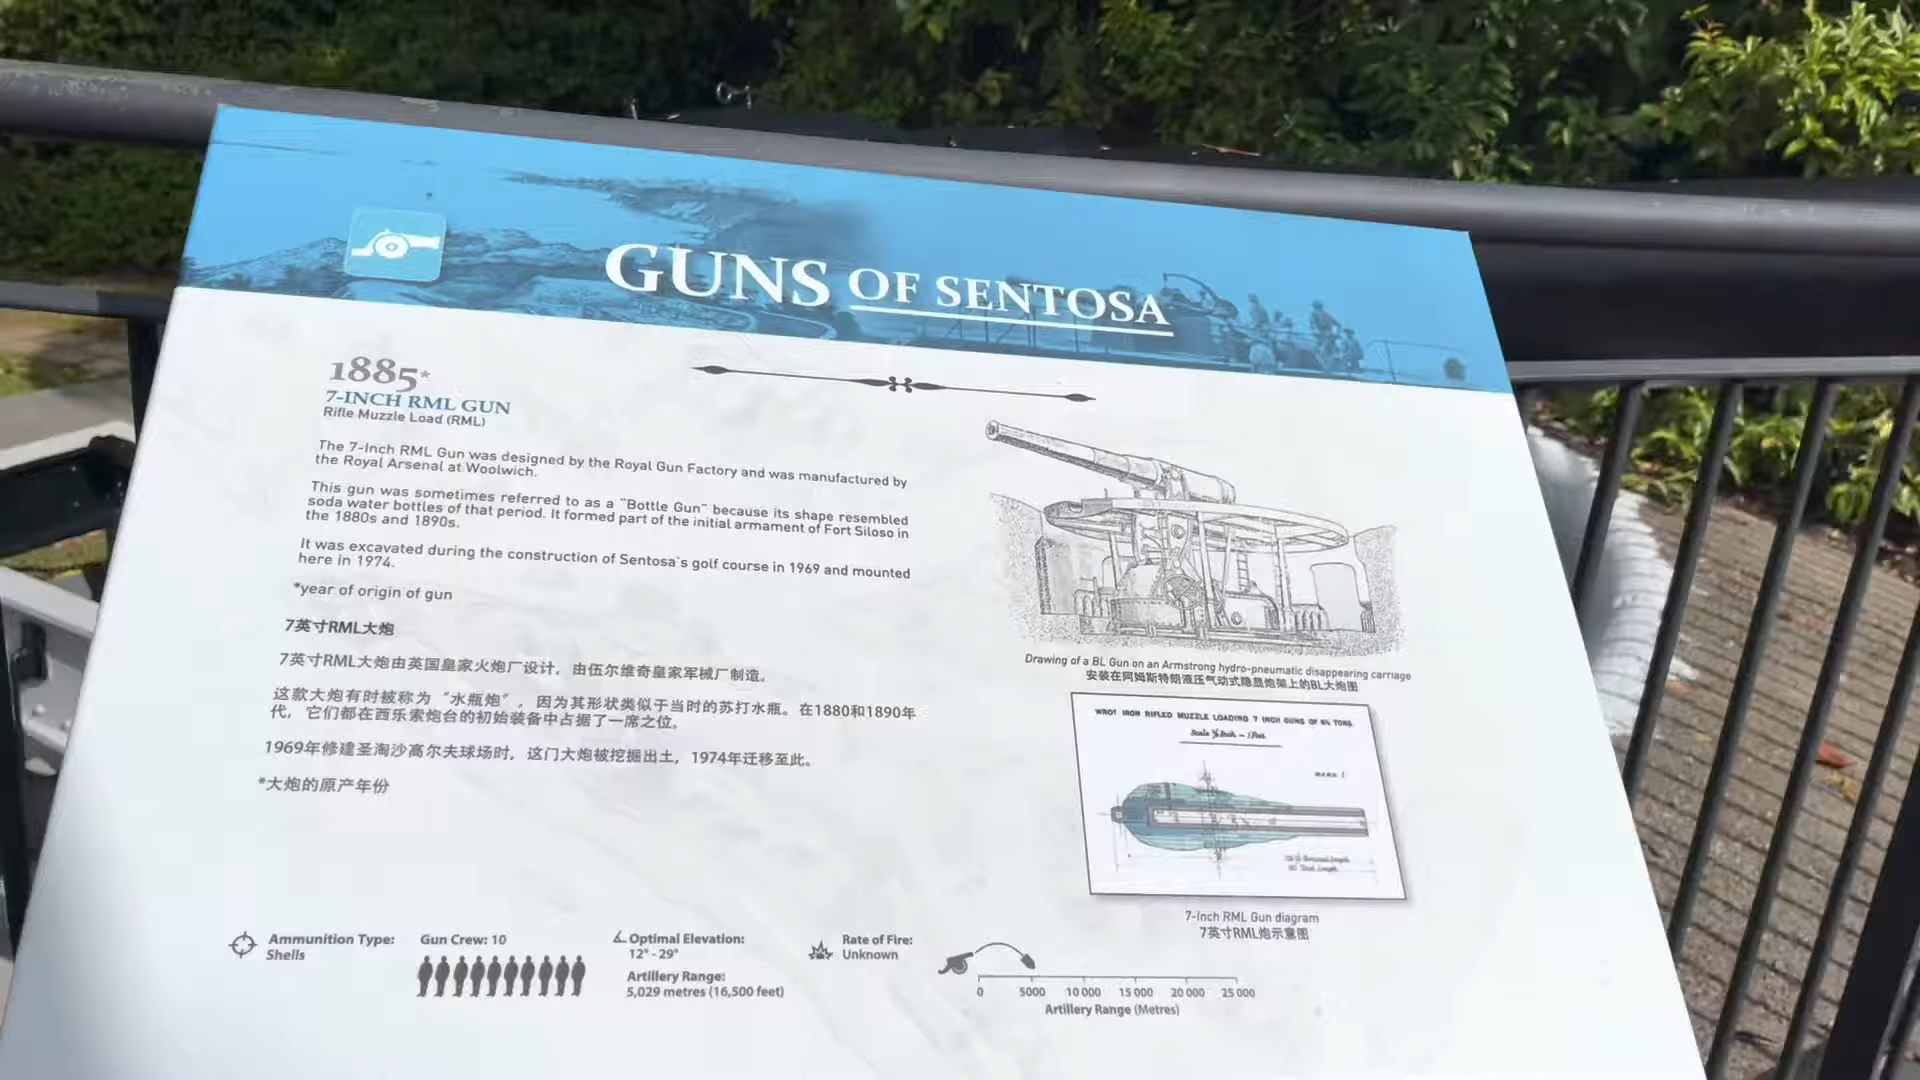 GUNS OF SENTOSA
1885*
7-INCH RML GUN
Rifle Muzzle Load (RML)
The 7-Inch RML Gun was designed by the Royal Gun Factory and was manufactured by
the Royal Arsenal at Woolwich.
This gun was sometimes referred to as a "Bottle Gun" because its shape resembled
soda water bottles of that period. It formed part of the initial armament of Fort Siloso in
the 1880s and 1890s.
It was excavated during the construction of Sentosa's golf course in 1969 and mounted
here in 1974.
*year of origin of gun
7英寸RML大炮
7英寸RML大炮由英国皇家火炮厂设计，由伍尔维奇皇家军械厂制造。
这款大炮有时被称为“水瓶炮”，因为其形状类似于当时的苏打水瓶。在1880和1890年
代，它们都在西乐索炮台的初始装备中占据了一席之位。
1969年修建圣淘沙高尔夫球场时，这门大炮被挖掘出土，1974年迁移至此。
*大炮的原产年份
Drawing of a BL Gun on an Armstrong hydro-pneumatic disappearing carriage
安装在阿姆斯特朗液压气动式隐显炮架上的BL大炮图
WROT IRON RIFLED MUZZLE LOADING 7 INCH GUNS OF 6½ TONS.
MARK I
7-Inch RML Gun diagram
7英寸RML炮示意图
Ammunition Type:
Shells
Gun Crew: 10
Optimal Elevation:
12° - 29°
Artillery Range:
5,029 metres (16,500 feet)
Rate of Fire:
Unknown
0 5000 10 000 15 000 20 000 25 000
Artillery Range (Metres)